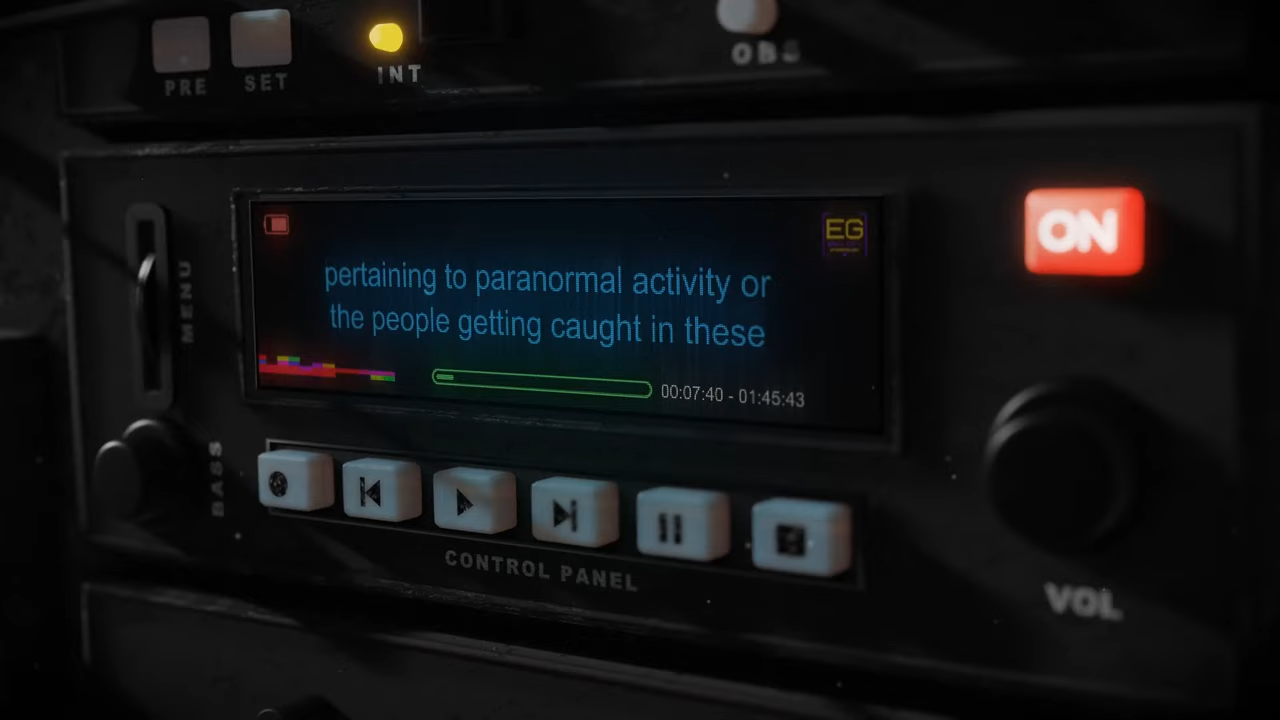 PRE
SET
INT
OBS
ON
EG
MENU
pertaining to paranormal activity or
the people getting caught in these
00:07:40 - 01:45:43
BASS
CONTROL PANEL
VOL